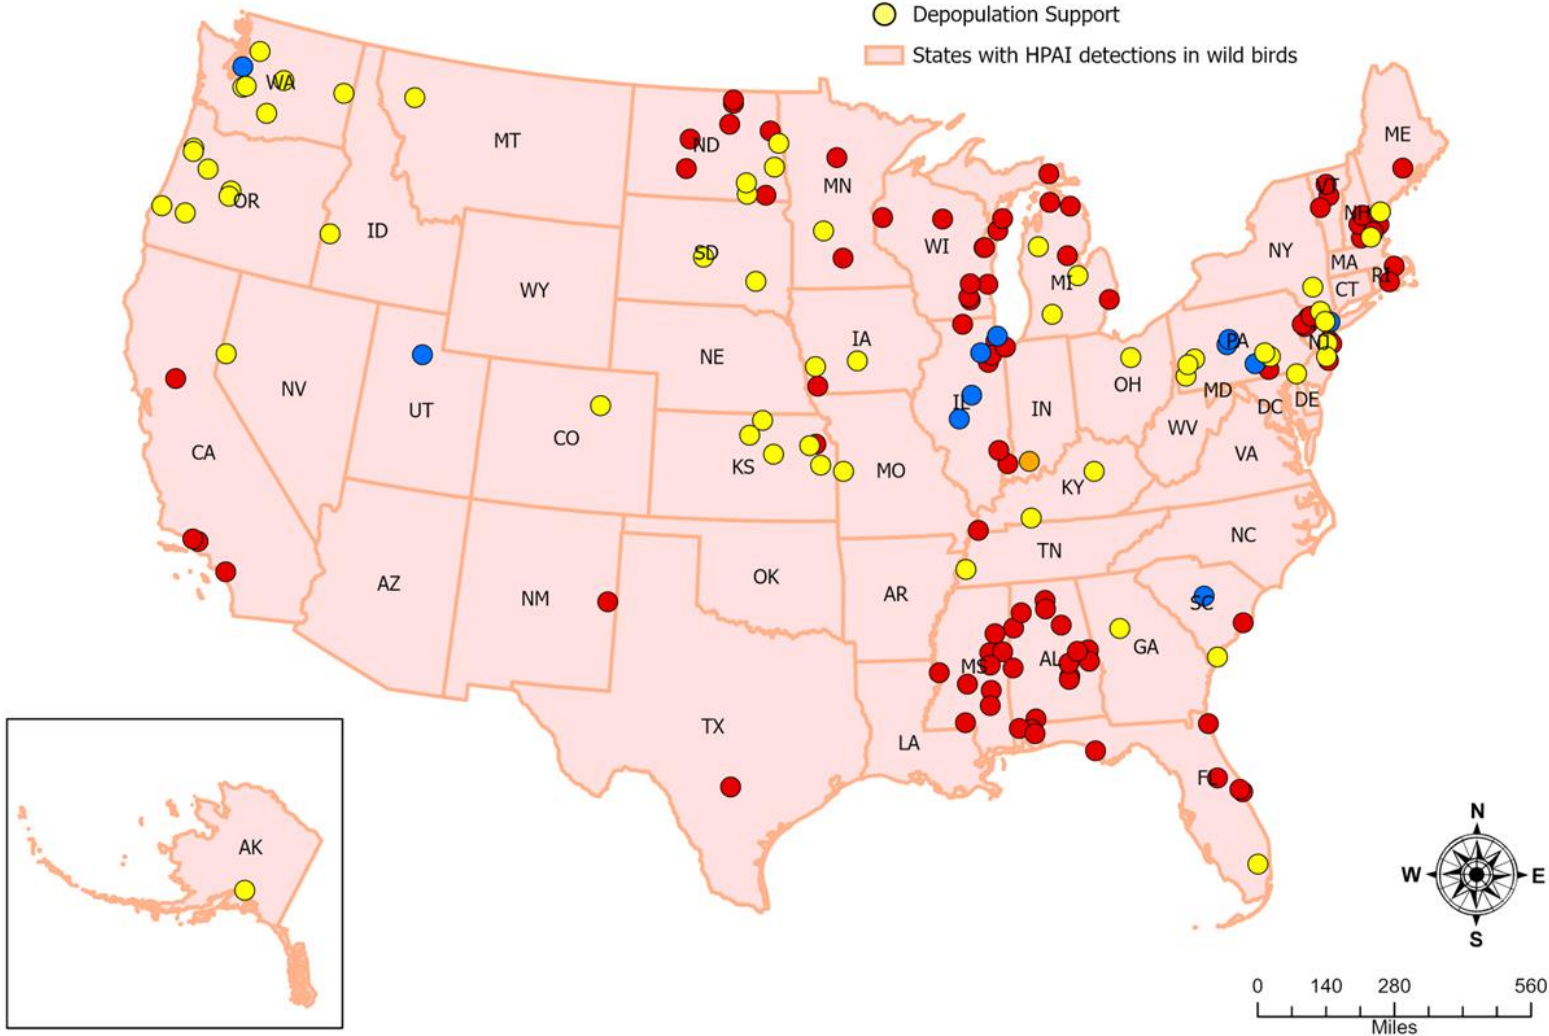 Depopulation Support
States with HPAI detections in wild birds
WA
MT
ND
MN
ME
VT
NH
OR
ID
SD
WI
MI
NY
MA
RI
CT
WY
IA
PA
NJ
NE
NV
UT
CO
IL
IN
OH
MD
DC
DE
WV
VA
CA
KS
MO
KY
NC
TN
AZ
NM
OK
AR
SC
MS
AL
GA
TX
LA
FL
AK
N
W
E
S
0 140 280 560
Miles